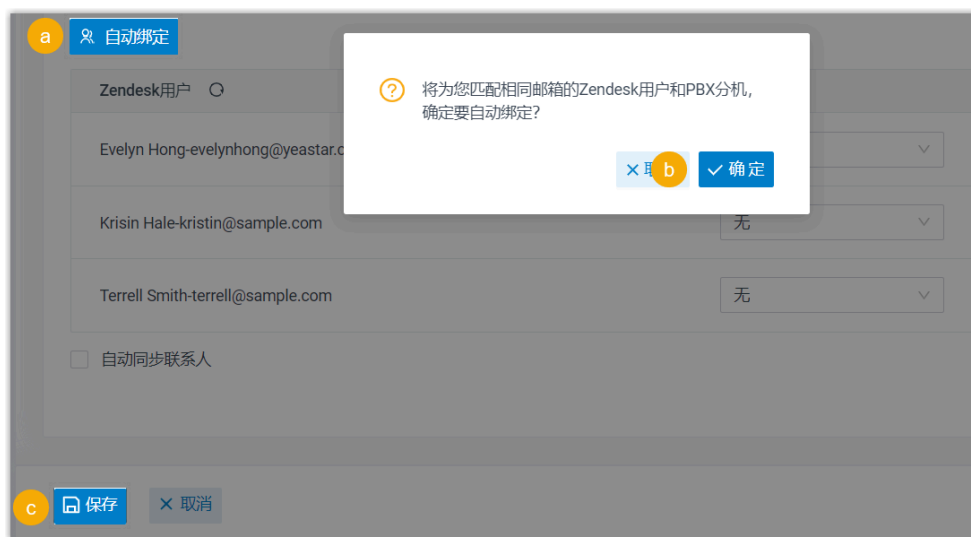 a
自动绑定
Zendesk用户
将为您匹配相同邮箱的Zendesk用户和PBX分机，
确定要自动绑定？
b
确定
Evelyn Hong-evelynhong@yeastar.c
Krisin Hale-kristin@sample.com
无
Terrell Smith-terrell@sample.com
无
自动同步联系人
c
保存
取消